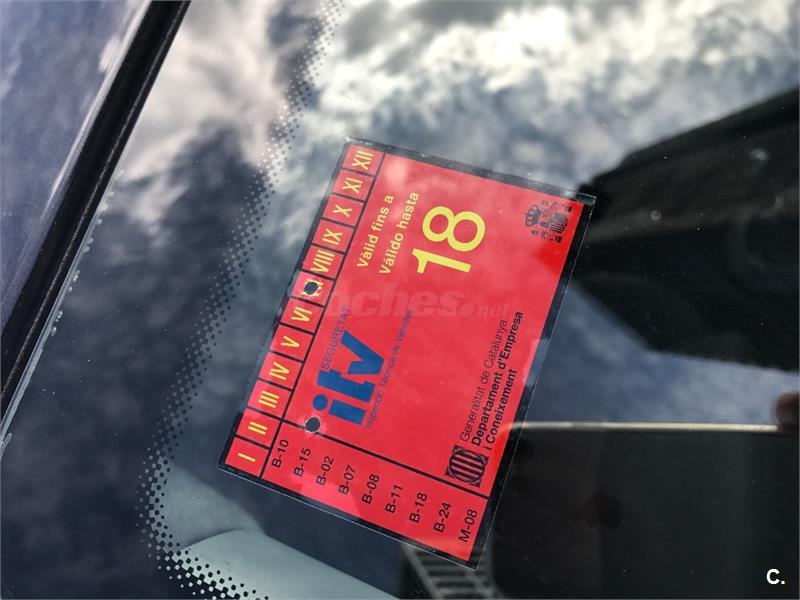 I II III IV V VI VIII IX X XI XII
Vàlid fins a
Válido hasta
18
SEGURETAT
itv
Inspecció Tècnica de Vehicles
Generalitat de Catalunya
Departament d'Empresa
i Coneixement
B-10
B-15
B-02
B-07
B-08
B-11
B-18
B-24
M-08
coches.net
C.